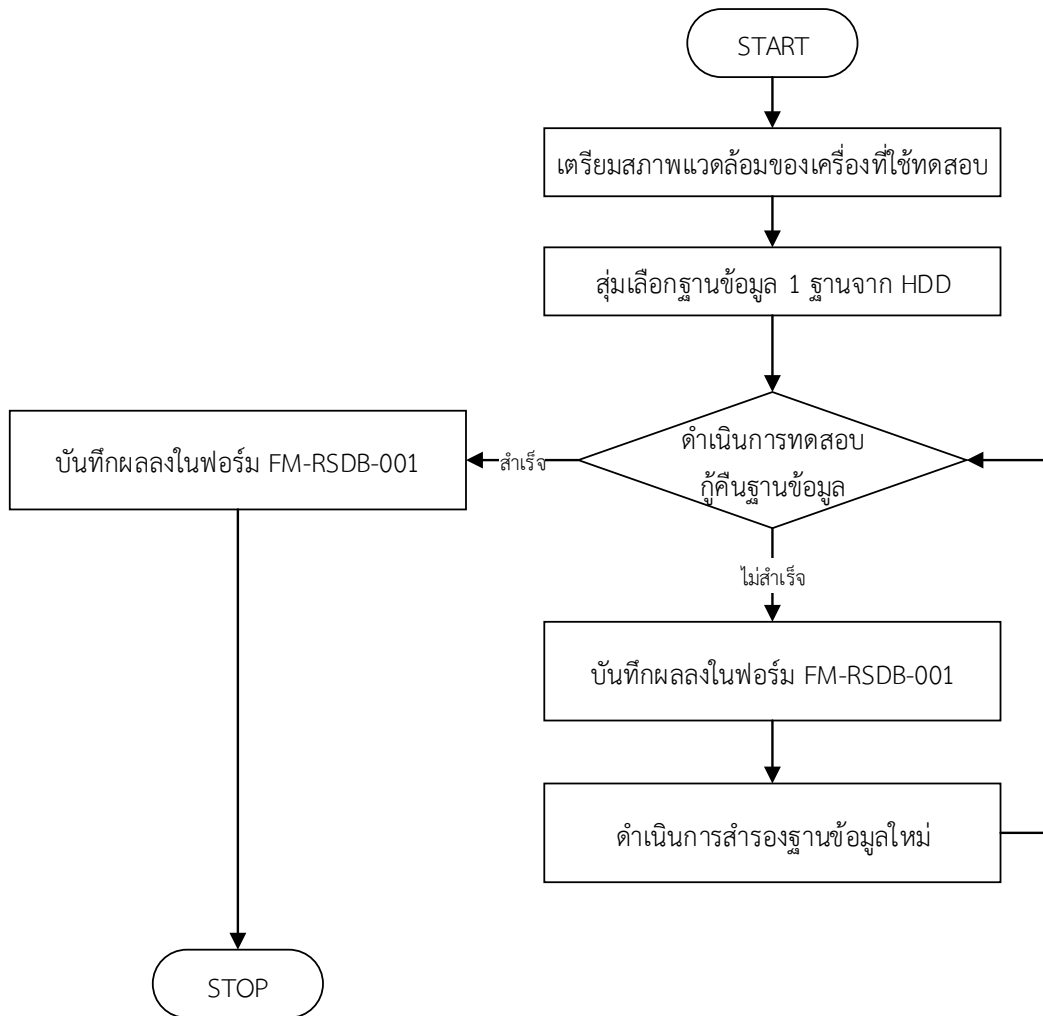 START
เตรียมสภาพแวดล้อมของเครื่องที่ใช้ทดสอบ
สุ่มเลือกฐานข้อมูล 1 ฐานจาก HDD
ดำเนินการทดสอบ
กู้คืนฐานข้อมูล
สำเร็จ
บันทึกผลลงในฟอร์ม FM-RSDB-001
ไม่สำเร็จ
บันทึกผลลงในฟอร์ม FM-RSDB-001
ดำเนินการสำรองฐานข้อมูลใหม่
STOP